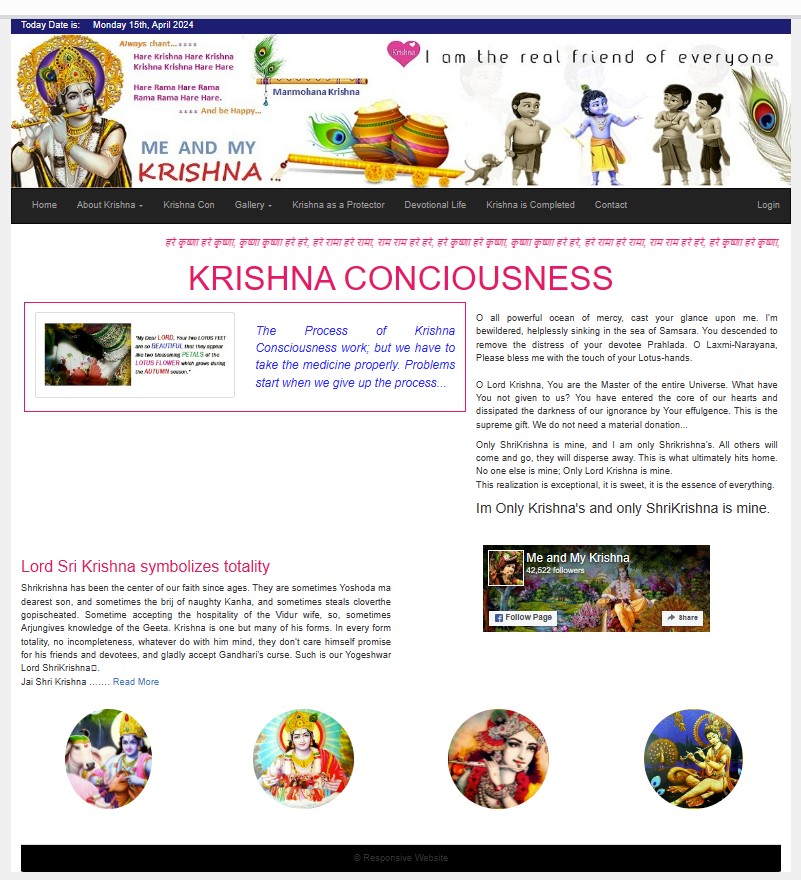 Today Date is: Monday 15th, April 2024
Always chant....
Hare Krishna Hare Krishna
Krishna Krishna Hare Hare
Hare Rama Hare Rama
Rama Rama Hare Hare.
.... And be Happy...
Manmohana Krishna
ME AND MY
KRISHNA ...
Krishna
I am the real friend of everyone
Home About Krishna Krishna Con Gallery Krishna as a Protector Devotional Life Krishna is Completed Contact Login
हरे कृष्णा हरे कृष्णा, कृष्णा कृष्णा हरे हरे, हरे रामा हरे रामा, राम राम हरे हरे, हरे कृष्णा हरे कृष्णा, कृष्णा कृष्णा हरे हरे, हरे रामा हरे रामा, राम राम हरे हरे, हरे कृष्णा हरे कृष्णा,
KRISHNA CONCIOUSNESS
"My Dear LORD, Your two LOTUS FEET
are so BEAUTIFUL that they appear
like two blossoming PETALS of the
LOTUS FLOWER which grows during
the AUTUMN season."
The Process of Krishna
Consciousness work; but we have to
take the medicine properly. Problems
start when we give up the process...
O all powerful ocean of mercy, cast your glance upon me. I'm
bewildered, helplessly sinking in the sea of Samsara. You descended to
remove the distress of your devotee Prahlada. O Laxmi-Narayana,
Please bless me with the touch of your Lotus-hands.
O Lord Krishna, You are the Master of the entire Universe. What have
You not given to us? You have entered the core of our hearts and
dissipated the darkness of our ignorance by Your effulgence. This is the
supreme gift. We do not need a material donation...
Only ShriKrishna is mine, and I am only Shrikrishna's. All others will
come and go, they will disperse away. This is what ultimately hits home.
No one else is mine; Only Lord Krishna is mine.
This realization is exceptional, it is sweet, it is the essence of everything.
Im Only Krishna's and only ShriKrishna is mine.
Lord Sri Krishna symbolizes totality
Shrikrishna has been the center of our faith since ages. They are sometimes Yoshoda ma
dearest son, and sometimes the brij of naughty Kanha, and sometimes steals cloverthe
gopischeated. Sometime accepting the hospitality of the Vidur wife, so, sometimes
Arjungives knowledge of the Geeta. Krishna is one but many of his forms. In every form
totality, no incompleteness, whatever do with him mind, they don't care himself promise
for his friends and devotees, and gladly accept Gandhari's curse. Such is our Yogeshwar
Lord ShriKrishna.
Jai Shri Krishna ....... Read More
Me and My Krishna
42,522 followers
Follow Page
Share
© Responsive Website